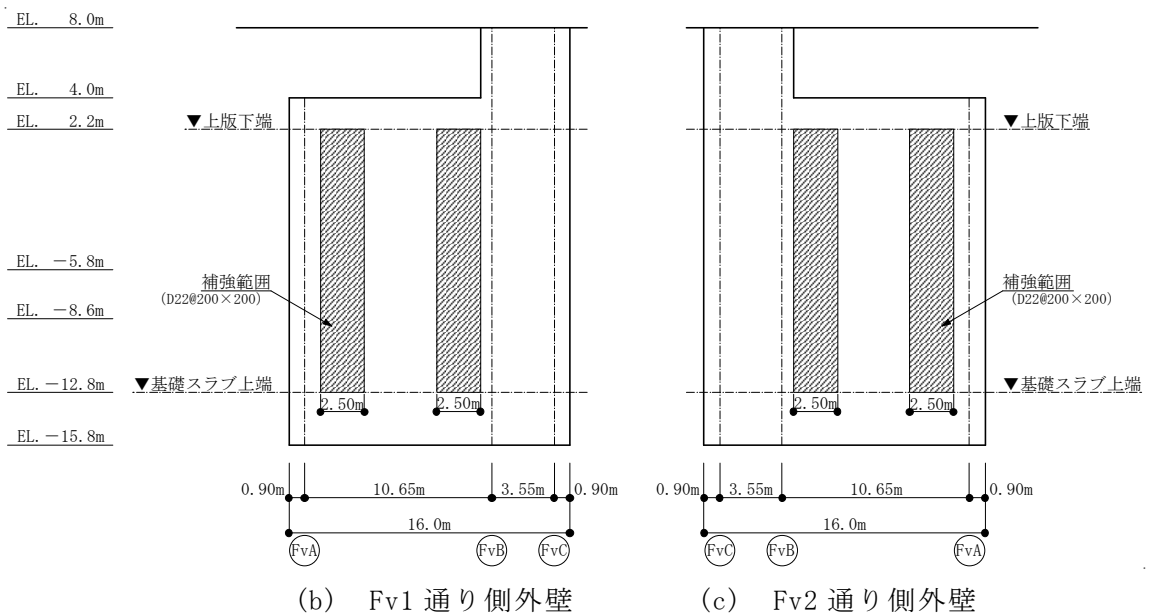 EL. 8.0m
EL. 4.0m
EL. 2.2m
EL. －5.8m
EL. －8.6m
EL.－12.8m
EL.－15.8m
▼上版下端
補強範囲
(D22@200×200)
▼基礎スラブ上端
2.50m 2.50m
0.90m 10.65m 3.55m 0.90m
16.0m
FvA FvB FvC
(b) Fv1 通り側外壁
▼上版下端
補強範囲
(D22@200×200)
▼基礎スラブ上端
2.50m 2.50m
0.90m 3.55m 10.65m 0.90m
16.0m
FvC FvB FvA
(c) Fv2 通り側外壁